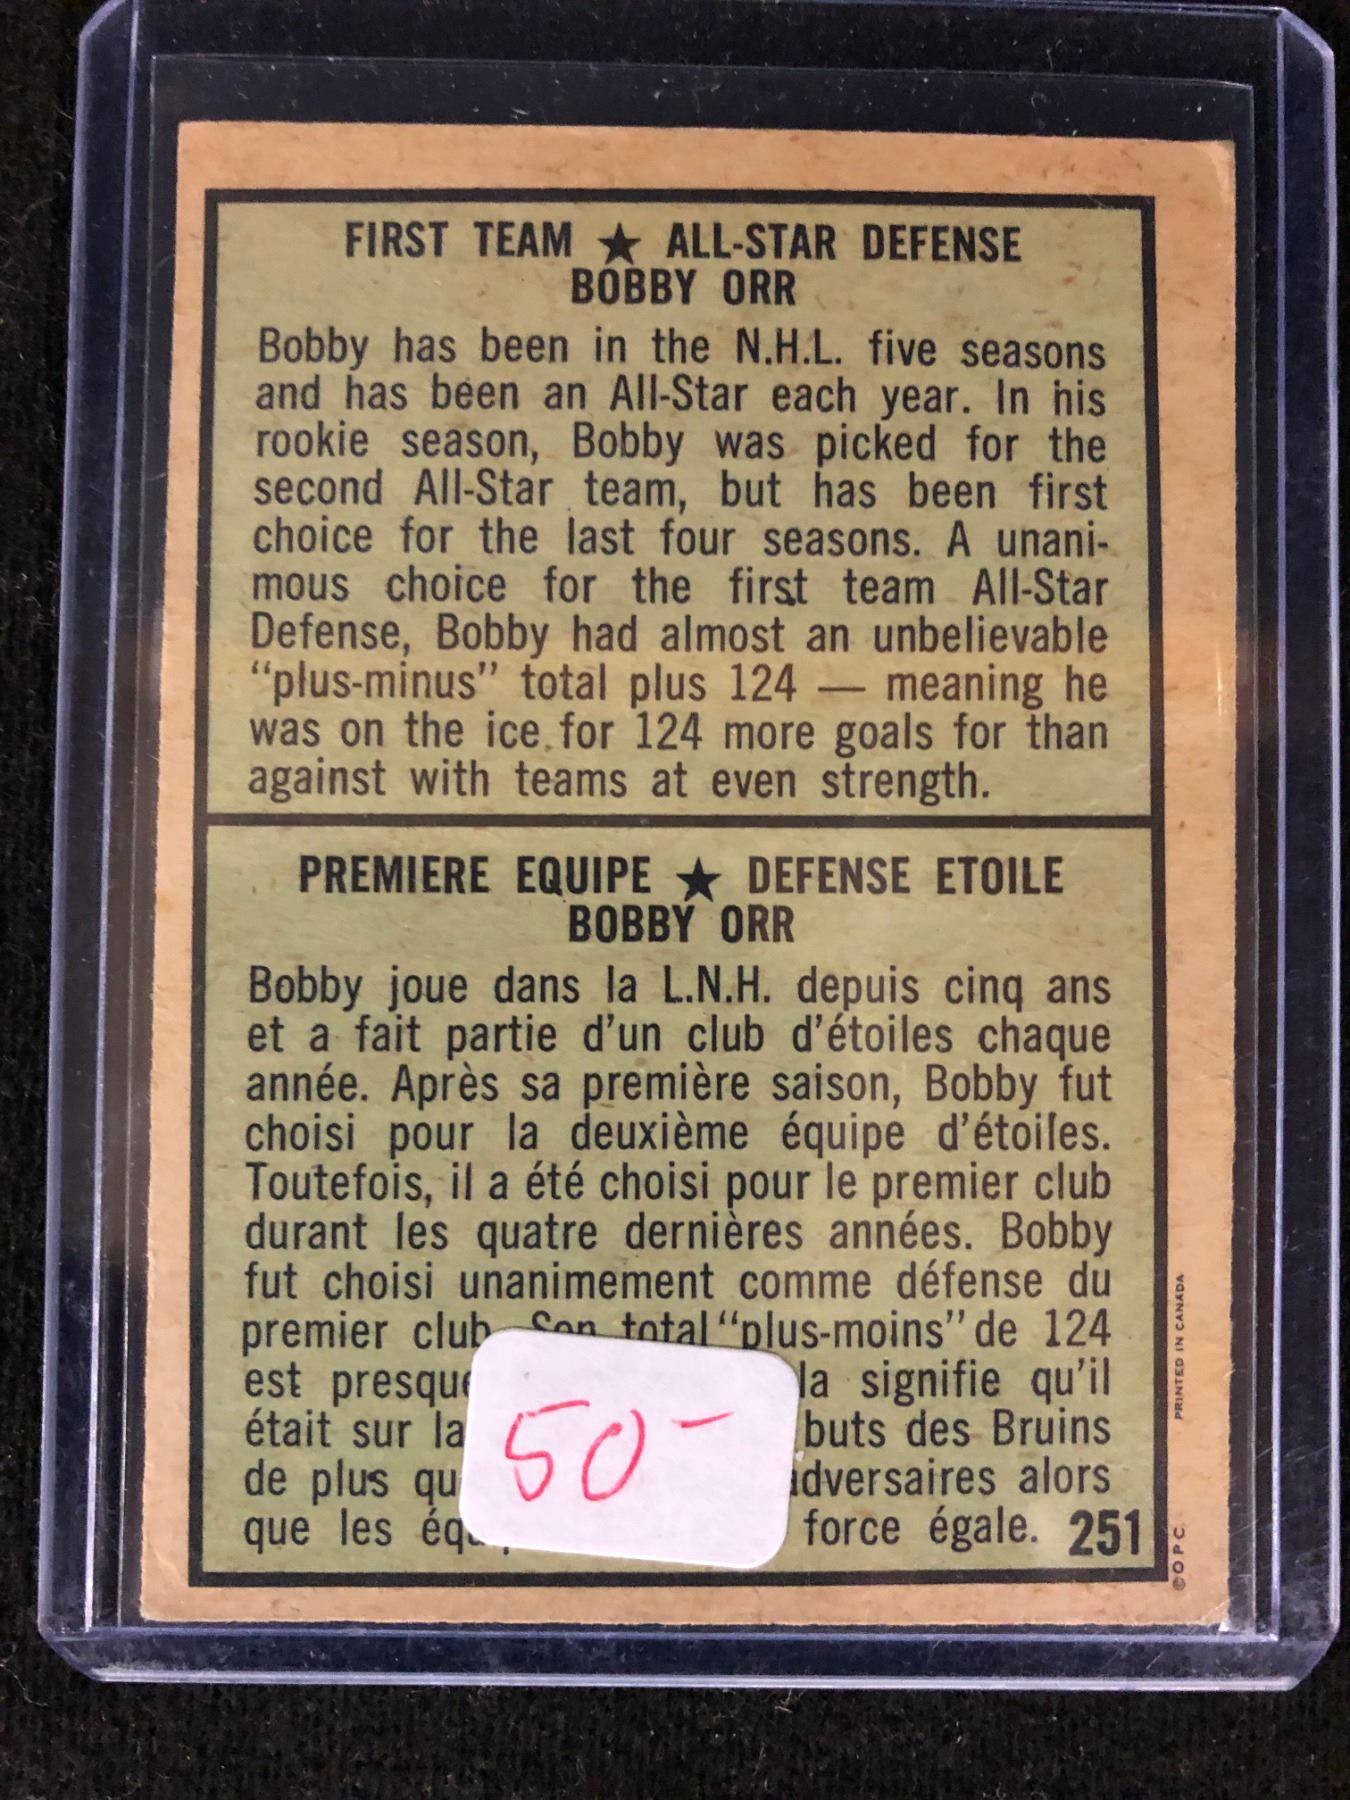 FIRST TEAM ★ ALL-STAR DEFENSE
BOBBY ORR
Bobby has been in the N.H.L. five seasons
and has been an All-Star each year. In his
rookie season, Bobby was picked for the
second All-Star team, but has been first
choice for the last four seasons. A unani-
mous choice for the first team All-Star
Defense, Bobby had almost an unbelievable
“plus-minus” total plus 124 — meaning he
was on the ice for 124 more goals for than
against with teams at even strength.
PREMIERE EQUIPE ★ DEFENSE ETOILE
BOBBY ORR
Bobby joue dans la L.N.H. depuis cinq ans
et a fait partie d’un club d’étoiles chaque
année. Après sa première saison, Bobby fut
choisi pour la deuxième équipe d’étoiles.
Toutefois, il a été choisi pour le premier club
durant les quatre dernières années. Bobby
fut choisi unanimement comme défense du
premier club. Son total “plus-moins” de 124
est presque la signifie qu’il
était sur la buts des Bruins
de plus qu adversaires alors
que les éq force égale. 251
50-
PRINTED IN CANADA
© O.P.C.